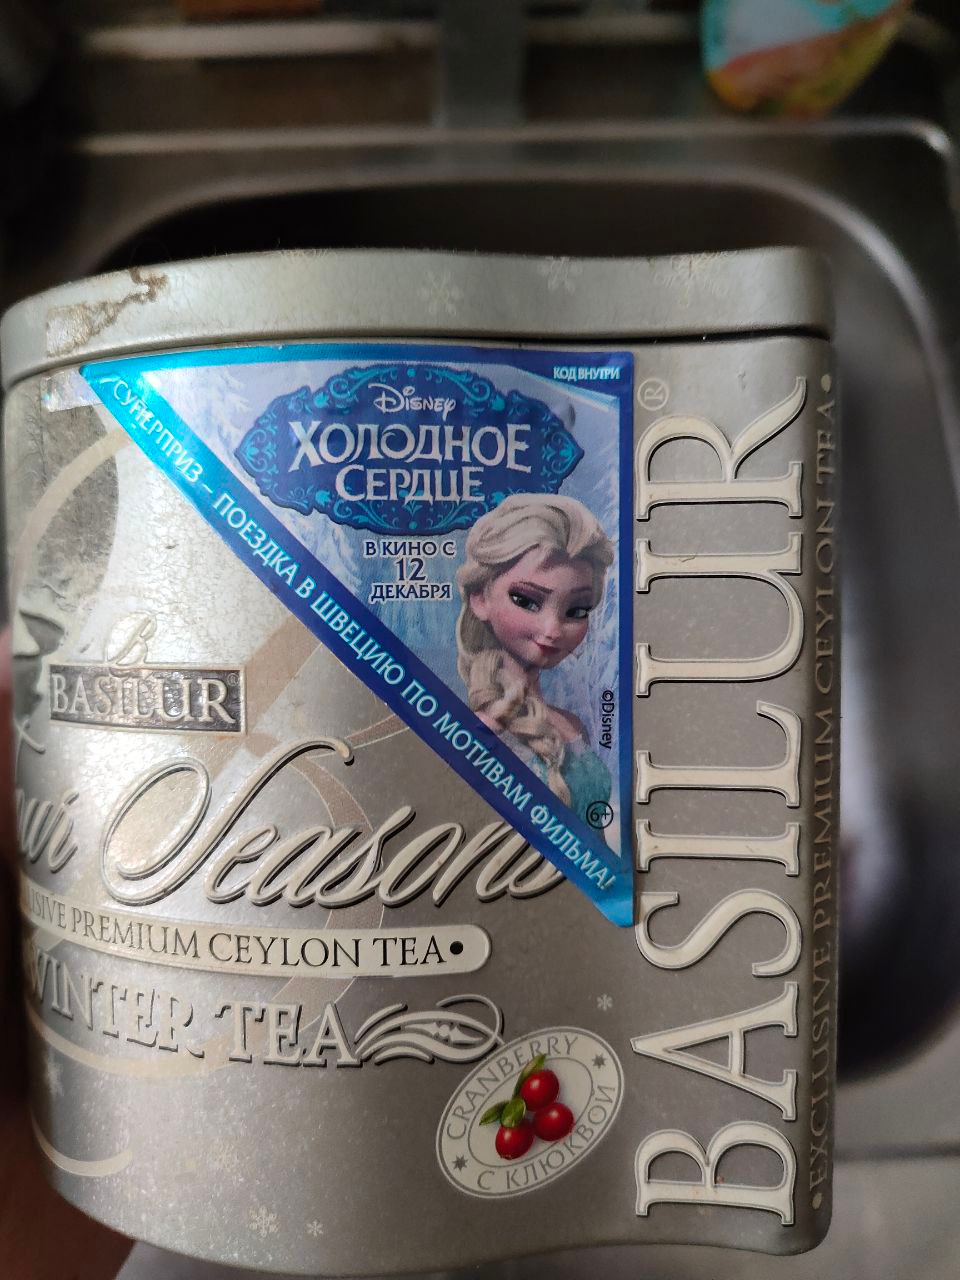 КОД ВНУТРИ
Disney
ХОЛОДНОЕ
СЕРДЦЕ
В КИНО С
12
ДЕКАБРЯ
СУПЕРПРИЗ – ПОЕЗДКА В ШВЕЦИЮ ПО МОТИВАМ ФИЛЬМА!
©Disney
6+
B
BASILUR®
Seasons
PREMIUM CEYLON TEA•
WINTER TEA
CRANBERRY
С КЛЮКВОЙ
BASILUR®
•EXCLUSIVE PREMIUM CEYLON TEA•